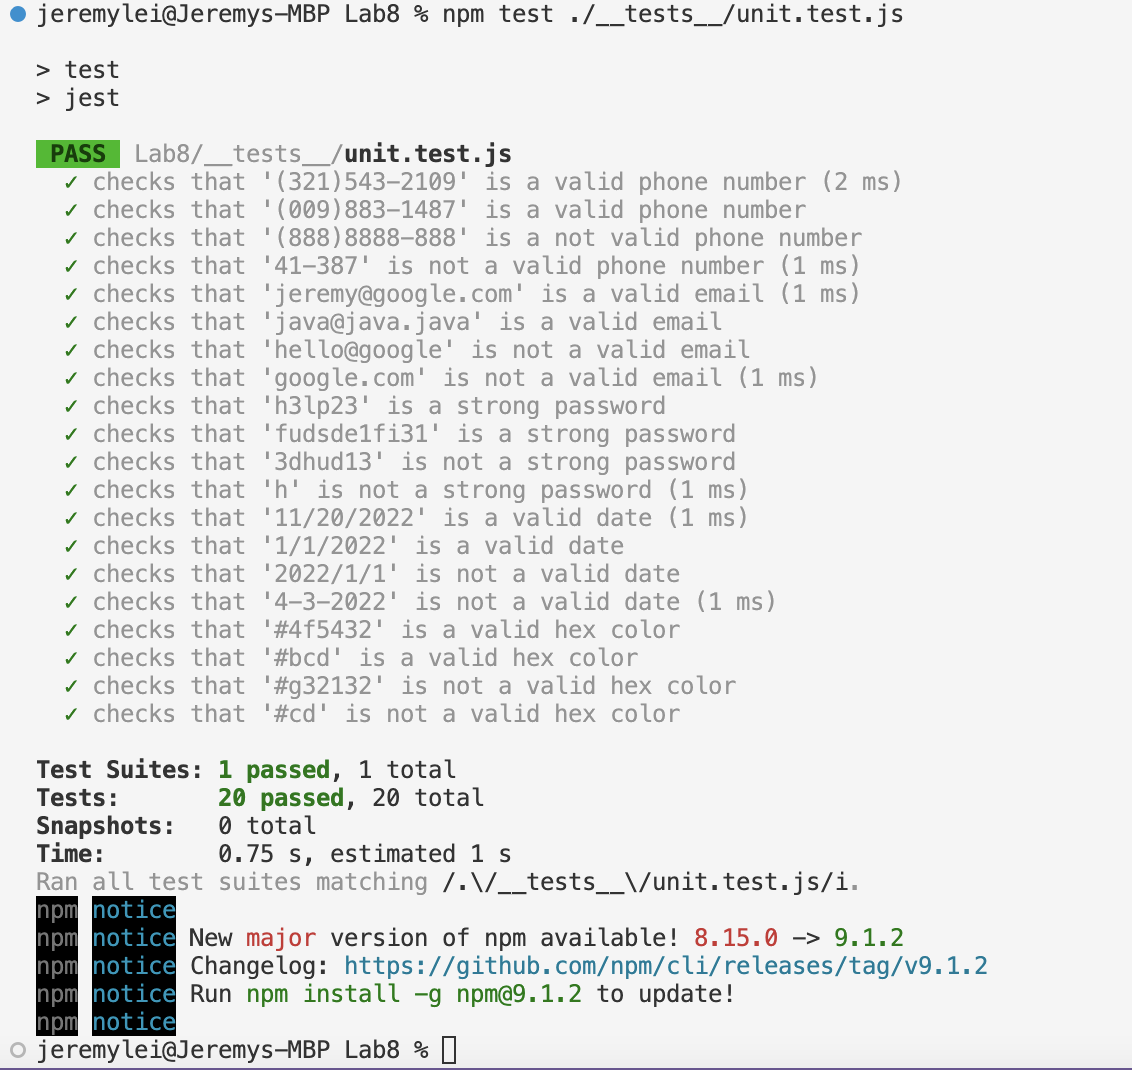 jeremylei@Jeremys-MBP Lab8 % npm test ./__tests__/unit.test.js
> test
> jest
PASS Lab8/__tests__/unit.test.js
✓ checks that '(321)543-2109' is a valid phone number (2 ms)
✓ checks that '(009)883-1487' is a valid phone number
✓ checks that '(888)8888-888' is a not valid phone number
✓ checks that '41-387' is not a valid phone number (1 ms)
✓ checks that 'jeremy@google.com' is a valid email (1 ms)
✓ checks that 'java@java.java' is a valid email
✓ checks that 'hello@google' is not a valid email
✓ checks that 'google.com' is not a valid email (1 ms)
✓ checks that 'h3lp23' is a strong password
✓ checks that 'fudsde1fi31' is a strong password
✓ checks that '3dhud13' is not a strong password
✓ checks that 'h' is not a strong password (1 ms)
✓ checks that '11/20/2022' is a valid date (1 ms)
✓ checks that '1/1/2022' is a valid date
✓ checks that '2022/1/1' is not a valid date
✓ checks that '4-3-2022' is not a valid date (1 ms)
✓ checks that '#4f5432' is a valid hex color
✓ checks that '#bcd' is a valid hex color
✓ checks that '#g32132' is not a valid hex color
✓ checks that '#cd' is not a valid hex color
Test Suites: 1 passed, 1 total
Tests: 20 passed, 20 total
Snapshots: 0 total
Time: 0.75 s, estimated 1 s
Ran all test suites matching /.\/__tests__\/unit.test.js/i.
npm notice
npm notice New major version of npm available! 8.15.0 -> 9.1.2
npm notice Changelog: https://github.com/npm/cli/releases/tag/v9.1.2
npm notice Run npm install -g npm@9.1.2 to update!
npm notice
jeremylei@Jeremys-MBP Lab8 %